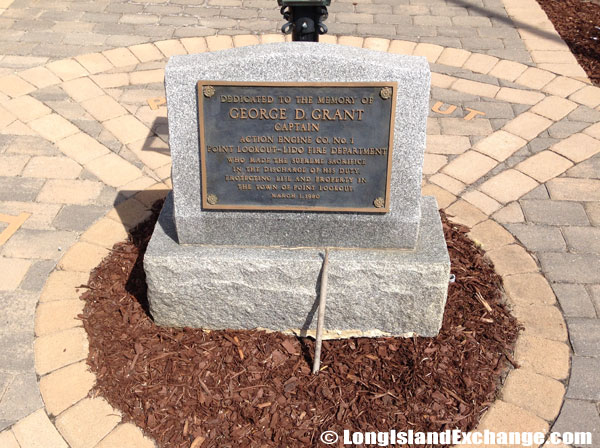 DEDICATED TO THE MEMORY OF
GEORGE D. GRANT
CAPTAIN
ACTION ENGINE CO. NO. 1
POINT LOOKOUT-LIDO FIRE DEPARTMENT
WHO MADE THE SUPREME SACRIFICE
IN THE DISCHARGE OF HIS DUTY,
PROTECTING LIFE AND PROPERTY IN
THE TOWN OF POINT LOOKOUT
MARCH 1, 1980
© LongIslandExchange.com®